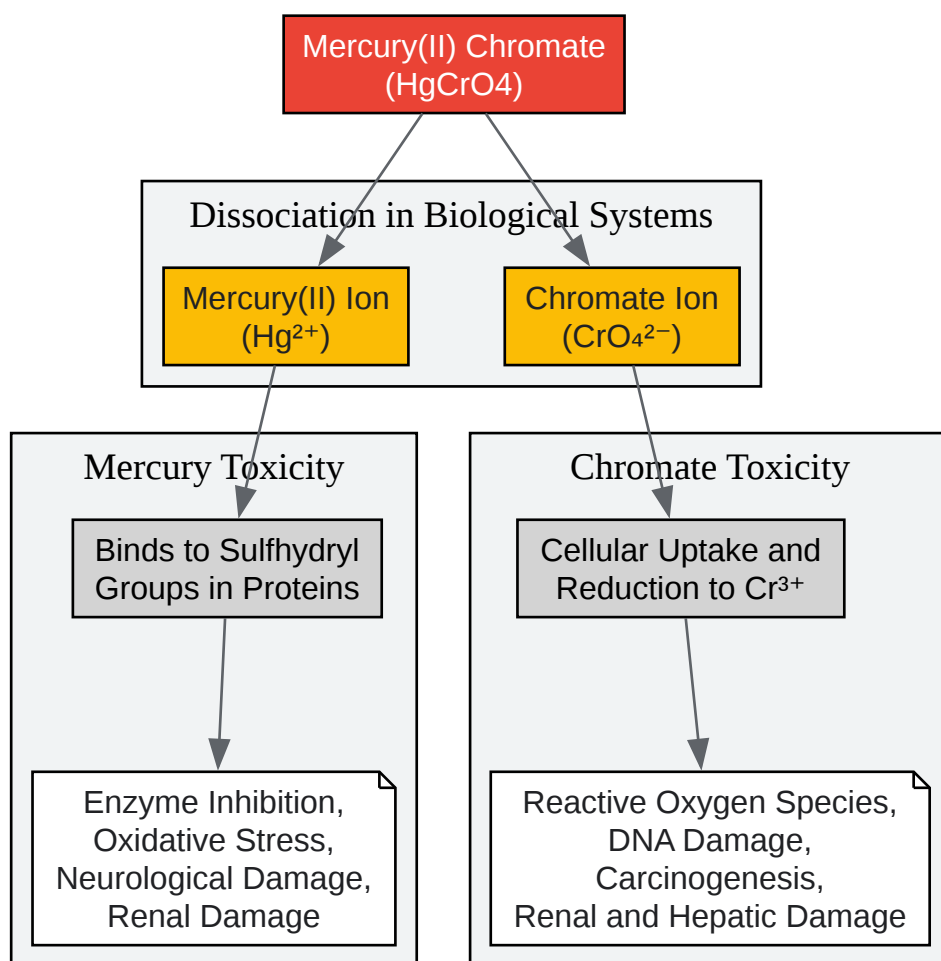 Mercury(II) Chromate
(HgCrO4)
Dissociation in Biological Systems
Mercury(II) Ion
(Hg²⁺)
Chromate Ion
(CrO₄²⁻)
Mercury Toxicity
Binds to Sulfhydryl
Groups in Proteins
Enzyme Inhibition,
Oxidative Stress,
Neurological Damage,
Renal Damage
Chromate Toxicity
Cellular Uptake and
Reduction to Cr³⁺
Reactive Oxygen Species,
DNA Damage,
Carcinogenesis,
Renal and Hepatic Damage